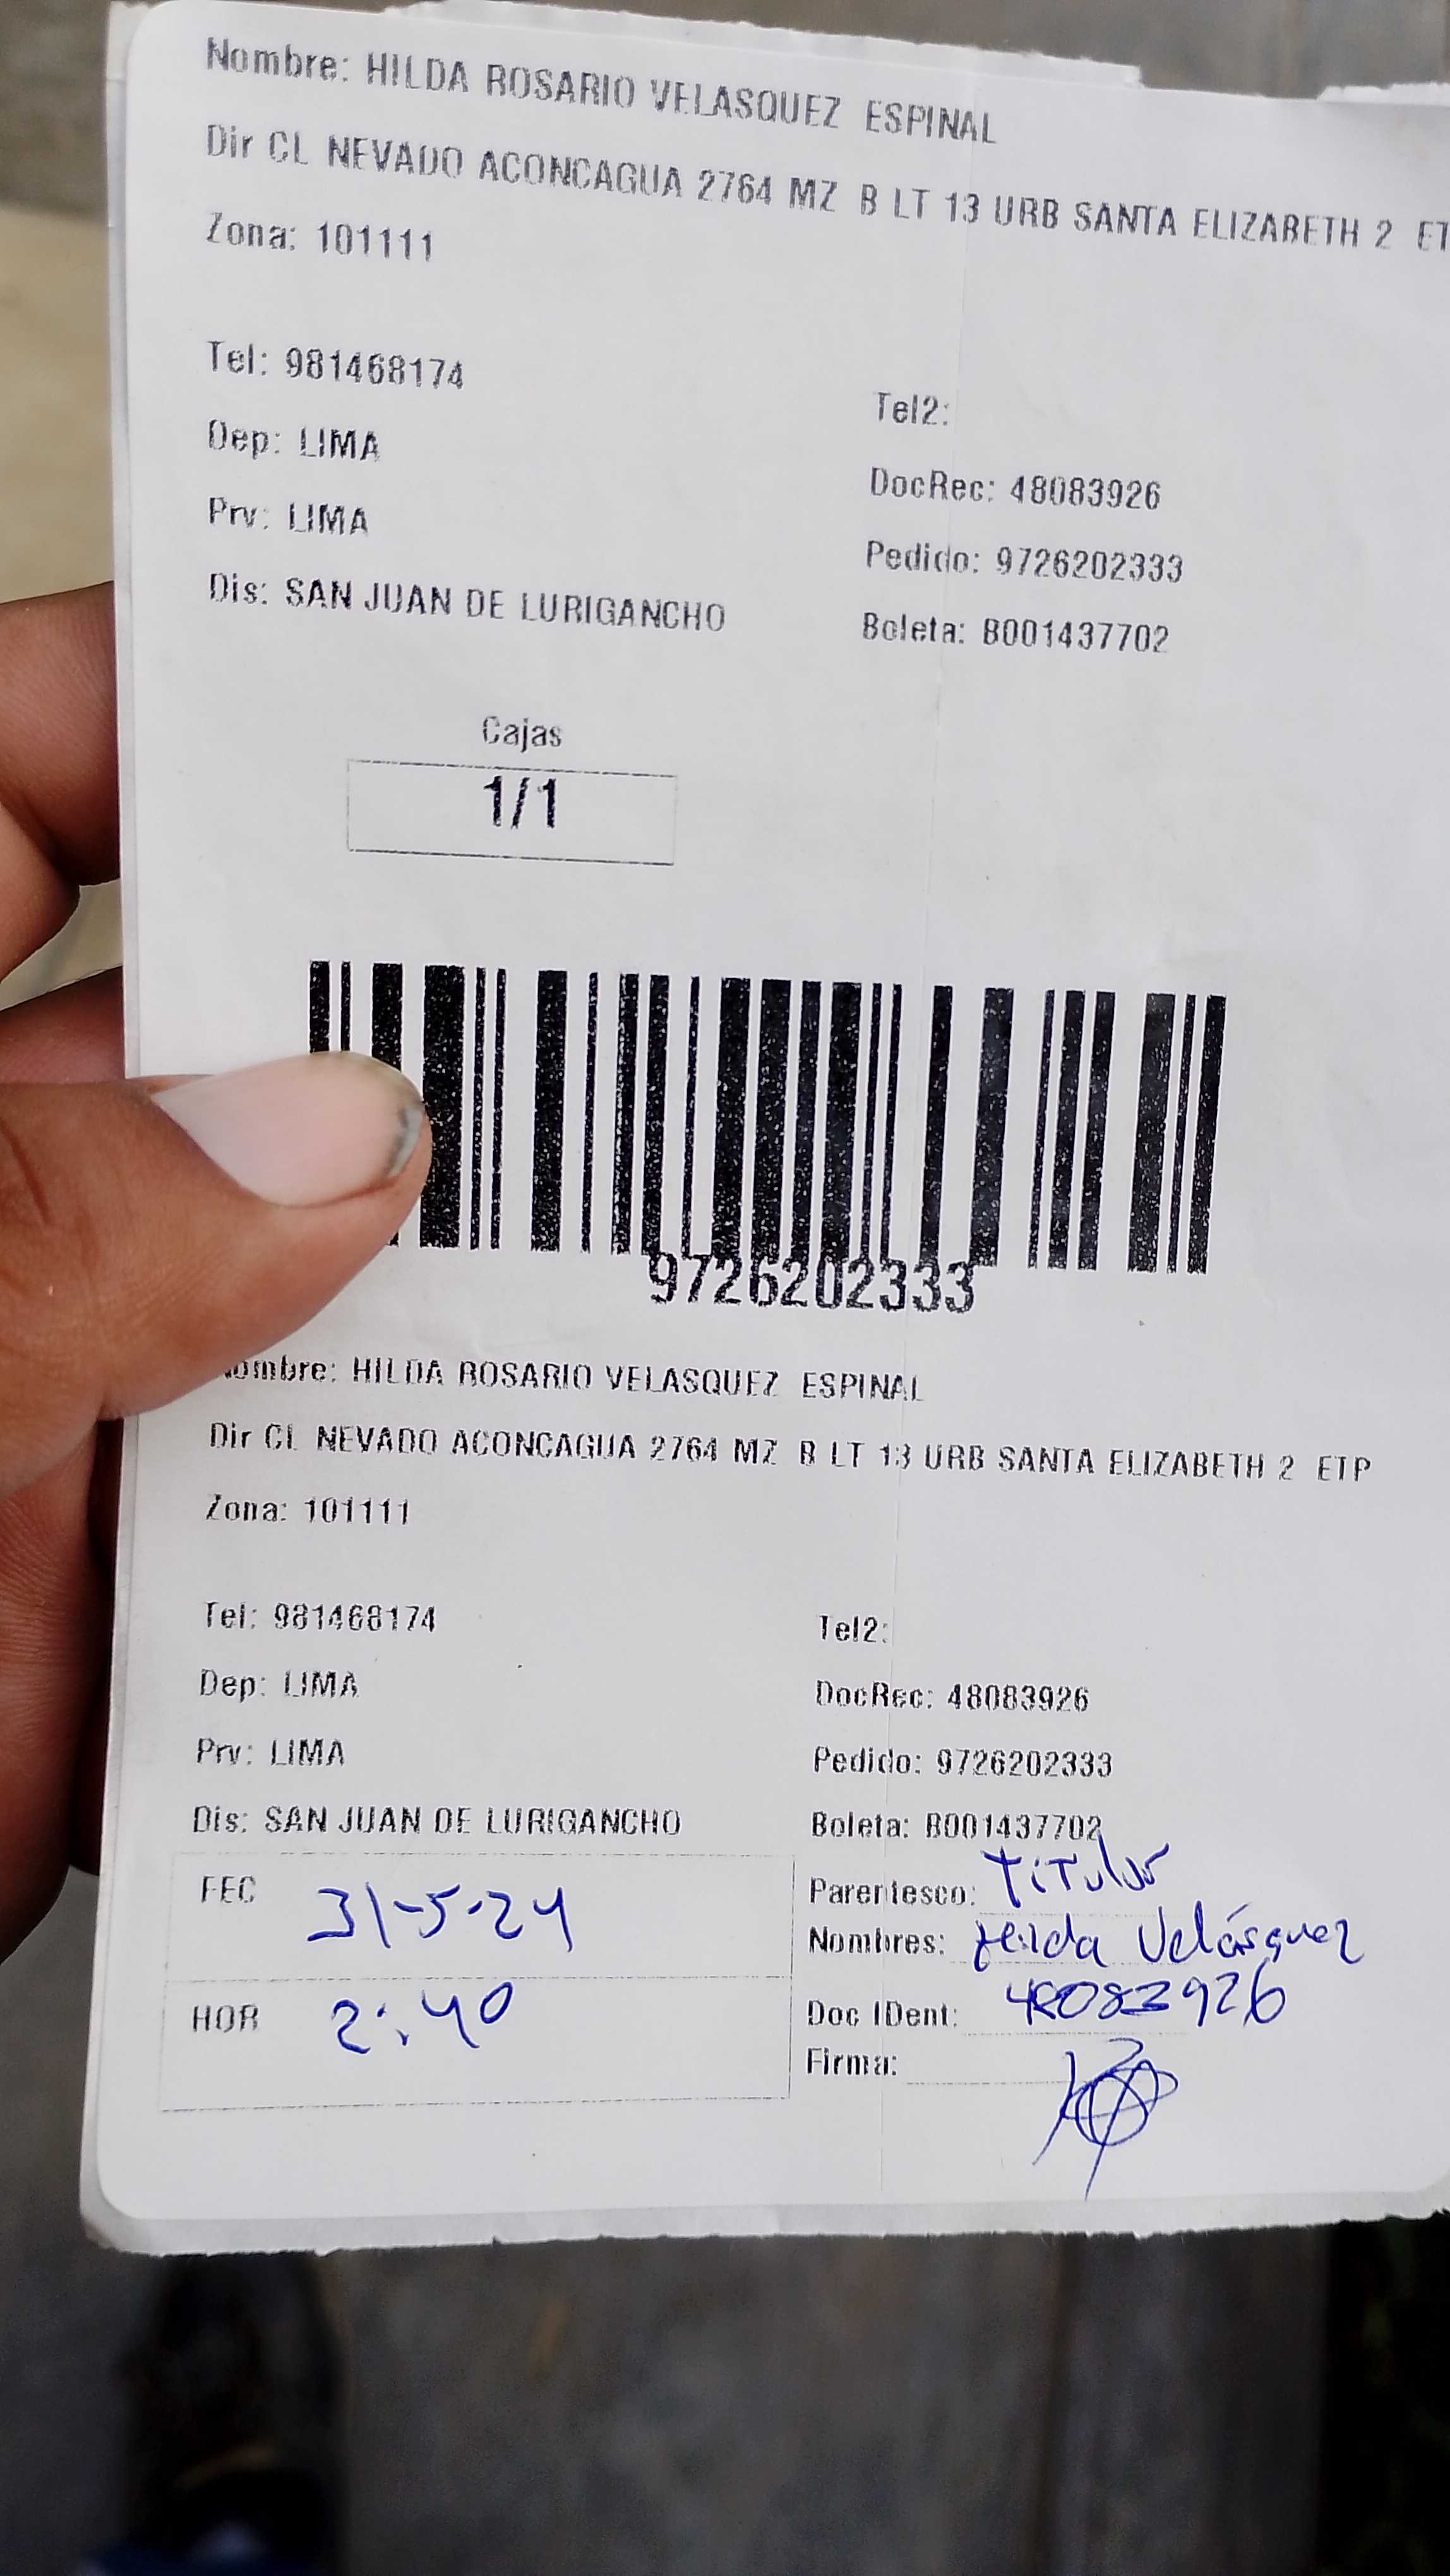 Nombre: HILDA ROSARIO VELASQUEZ ESPINAL
Dir CL NEVADO ACONCAGUA 2764 MZ B LT 13 URB SANTA ELIZABETH 2 ET
Zona: 101111
Tel: 981468174
Tel2:
Dep: LIMA
DocRec: 48083926
Prv: LIMA
Pedido: 9726202333
Dis: SAN JUAN DE LURIGANCHO
Boleta: B001437702
Cajas
1/1
9726202333
Nombre: HILDA ROSARIO VELASQUEZ ESPINAL
Dir CL NEVADO ACONCAGUA 2764 MZ B LT 13 URB SANTA ELIZABETH 2 ETP
Zona: 101111
Tel: 981468174
Tel2:
Dep: LIMA
DocRec: 48083926
Prv: LIMA
Pedido: 9726202333
Dis: SAN JUAN DE LURIGANCHO
Boleta: B001437702
FEC 31-5-24
Parentesco: Titular
Nombres: Hilda Velásquez
HOR 2:40
Doc IDent: 48083926
Firma: